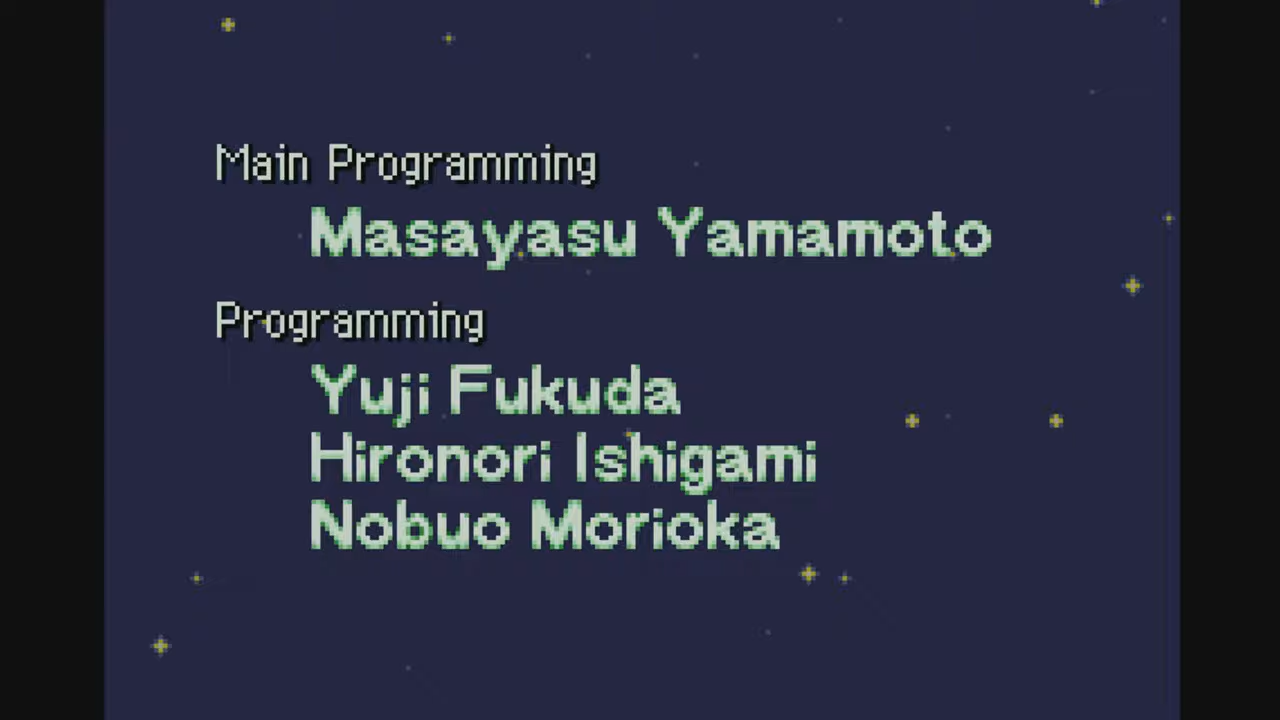 Main Programming
Masayasu Yamamoto
Programming
Yuji Fukuda
Hironori Ishigami
Nobuo Morioka